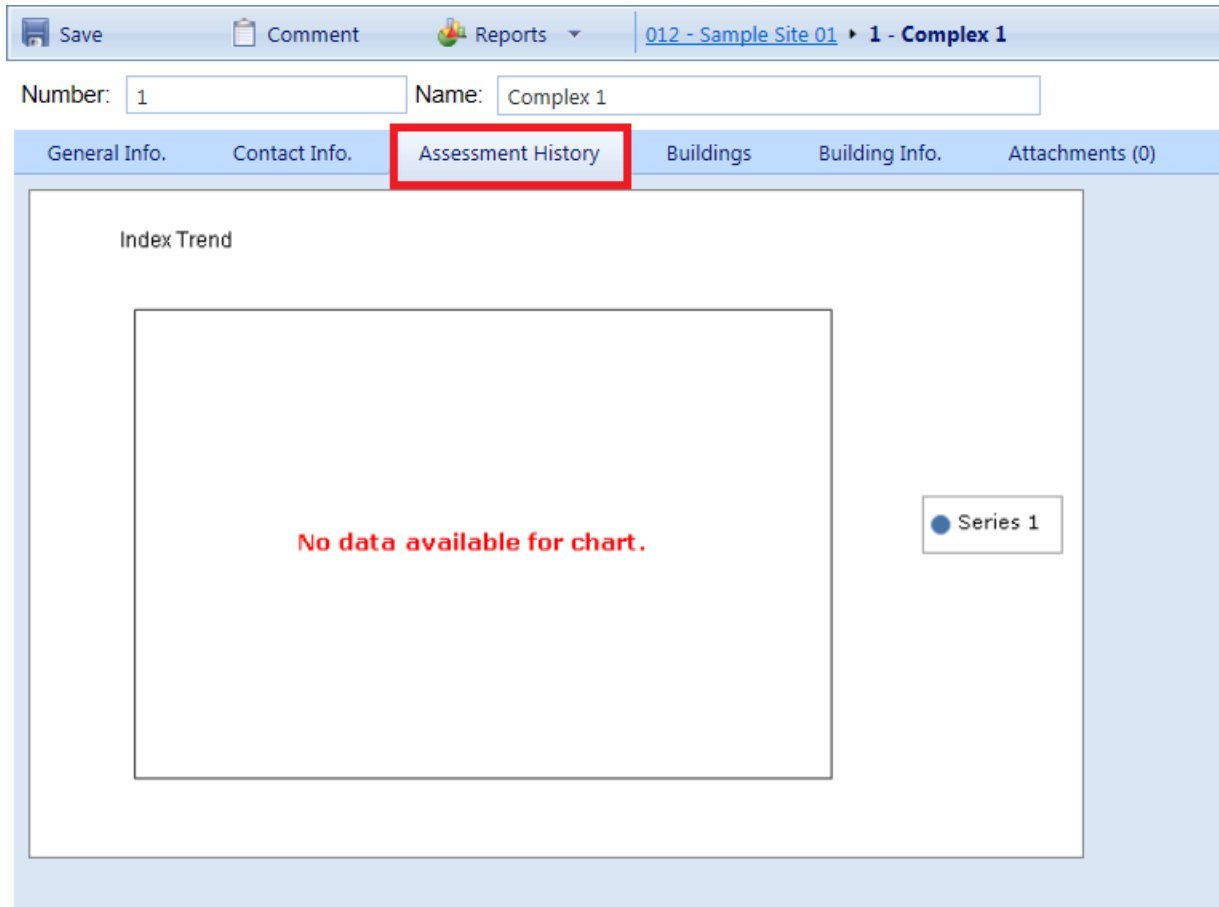 Save Comment Reports 012 - Sample Site 01 ▸ 1 - Complex 1
Number: 1 Name: Complex 1
General Info. Contact Info. Assessment History Buildings Building Info. Attachments (0)
Index Trend
Series 1
No data available for chart.